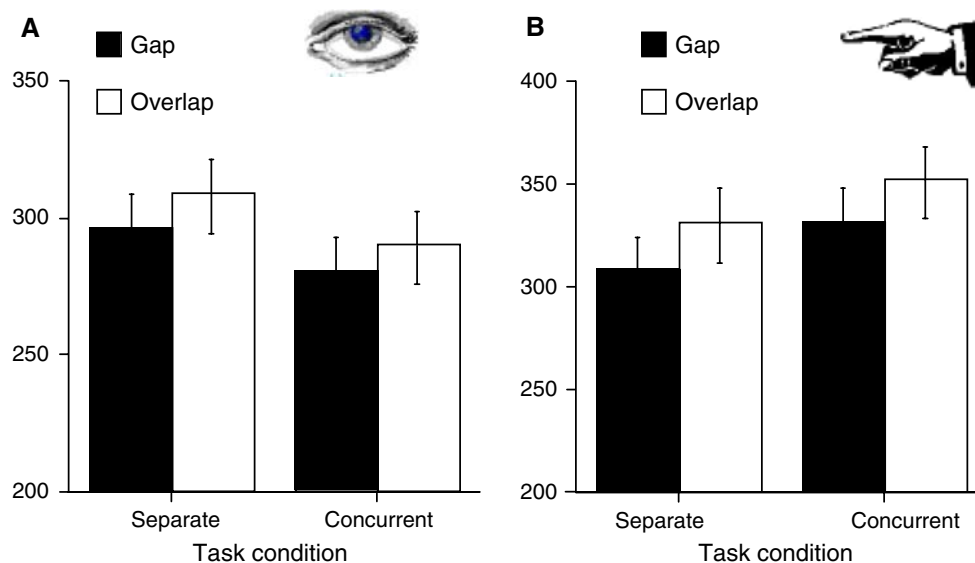 A
Gap
Overlap
350
300
250
200
Separate Concurrent
Task condition
B
Gap
Overlap
400
350
300
250
200
Separate Concurrent
Task condition